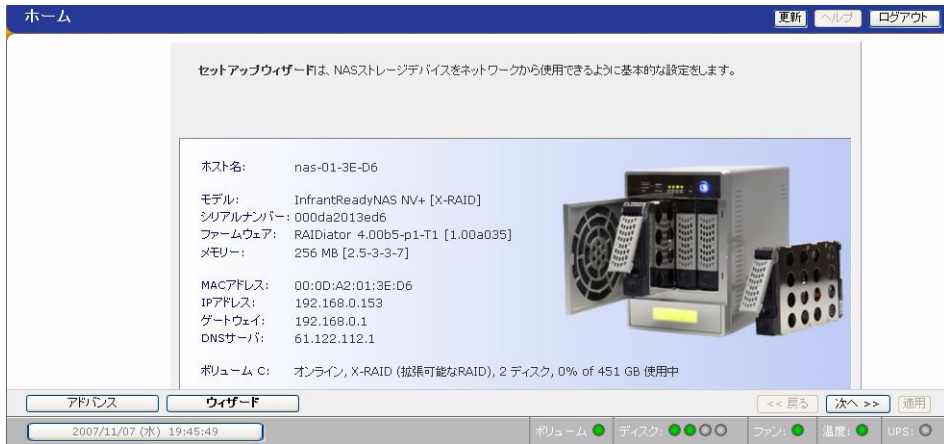 ホーム
更新 ヘルプ ログアウト
セットアップウィザードは、NASストレージデバイスをネットワークから使用できるように基本的な設定をします。
ホスト名: nas-01-3E-D6
モデル: InfrantReadyNAS NV+ [X-RAID]
シリアルナンバー: 000da2013ed6
ファームウェア: RAIDiator 4.00b5-p1-T1 [1.00a035]
メモリー: 256 MB [2.5-3-3-7]
MACアドレス: 00:0D:A2:01:3E:D6
IPアドレス: 192.168.0.153
ゲートウェイ: 192.168.0.1
DNSサーバ: 61.122.112.1
ボリューム C: オンライン, X-RAID (拡張可能なRAID), 2 ディスク, 0% of 451 GB 使用中
アドバンス ウィザード << 戻る 次へ >> 適用
2007/11/07 (水) 19:45:49 ボリューム ディスク: ファン: 温度: UPS: